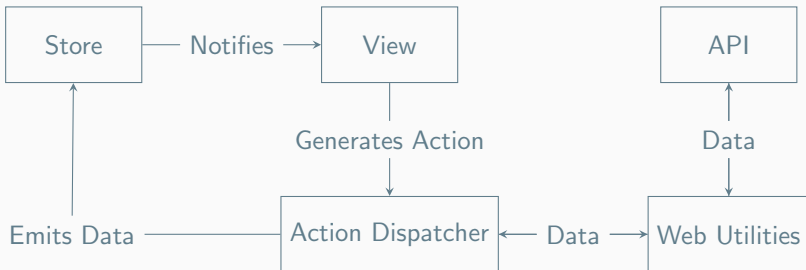 Store
Notifies
View
API
Generates Action
Data
Emits Data
Action Dispatcher
Data
Web Utilities